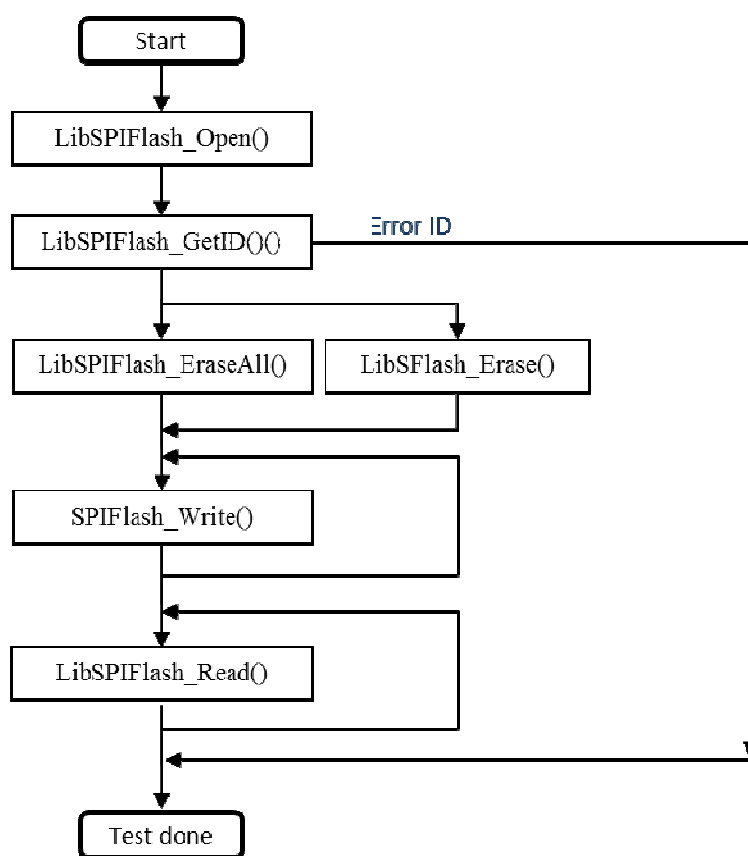 Start
LibSPIFlash_Open()
LibSPIFlash_GetID()()
Error ID
LibSPIFlash_EraseAll()
LibSFlash_Erase()
SPIFlash_Write()
LibSPIFlash_Read()
Test done